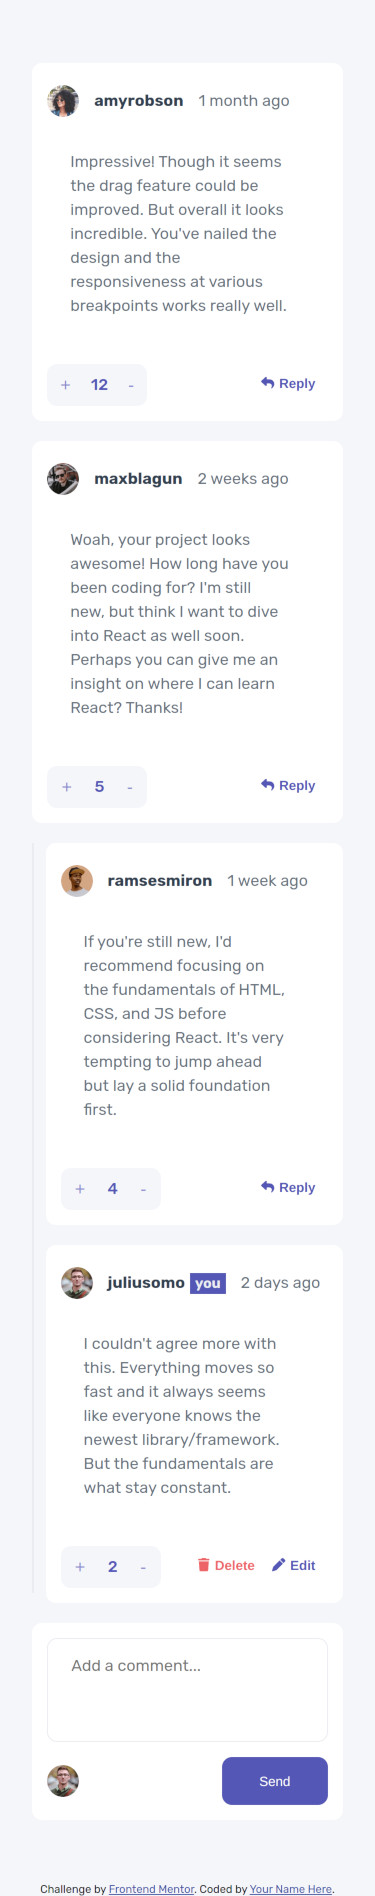 amyrobson 1 month ago
Impressive! Though it seems
the drag feature could be
improved. But overall it looks
incredible. You've nailed the
design and the
responsiveness at various
breakpoints works really well.
+ 12 - Reply
maxblagun 2 weeks ago
Woah, your project looks
awesome! How long have you
been coding for? I'm still
new, but think I want to dive
into React as well soon.
Perhaps you can give me an
insight on where I can learn
React? Thanks!
+ 5 - Reply
ramsesmiron 1 week ago
If you're still new, I'd
recommend focusing on
the fundamentals of HTML,
CSS, and JS before
considering React. It's very
tempting to jump ahead
but lay a solid foundation
first.
+ 4 - Reply
juliusomo you 2 days ago
I couldn't agree more with
this. Everything moves so
fast and it always seems
like everyone knows the
newest library/framework.
But the fundamentals are
what stay constant.
+ 2 - Delete Edit
Add a comment...
Send
Challenge by Frontend Mentor. Coded by Your Name Here.